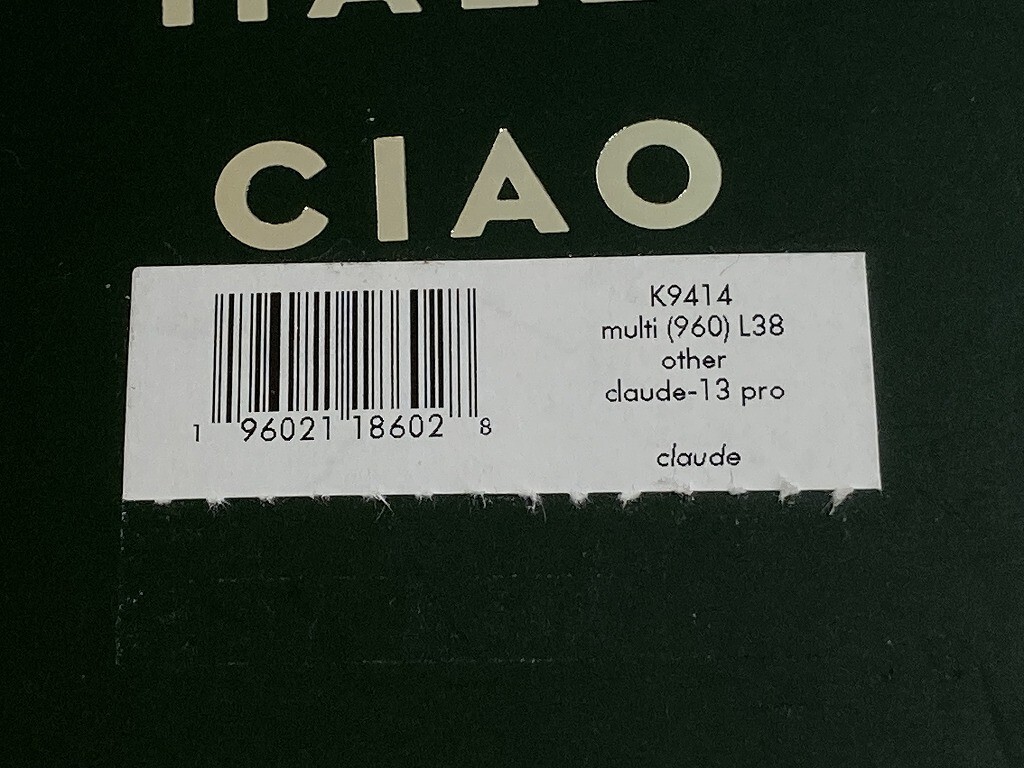 CIAO
K9414
multi (960) L38
other
claude-13 pro
claude
1 96021 18602 8